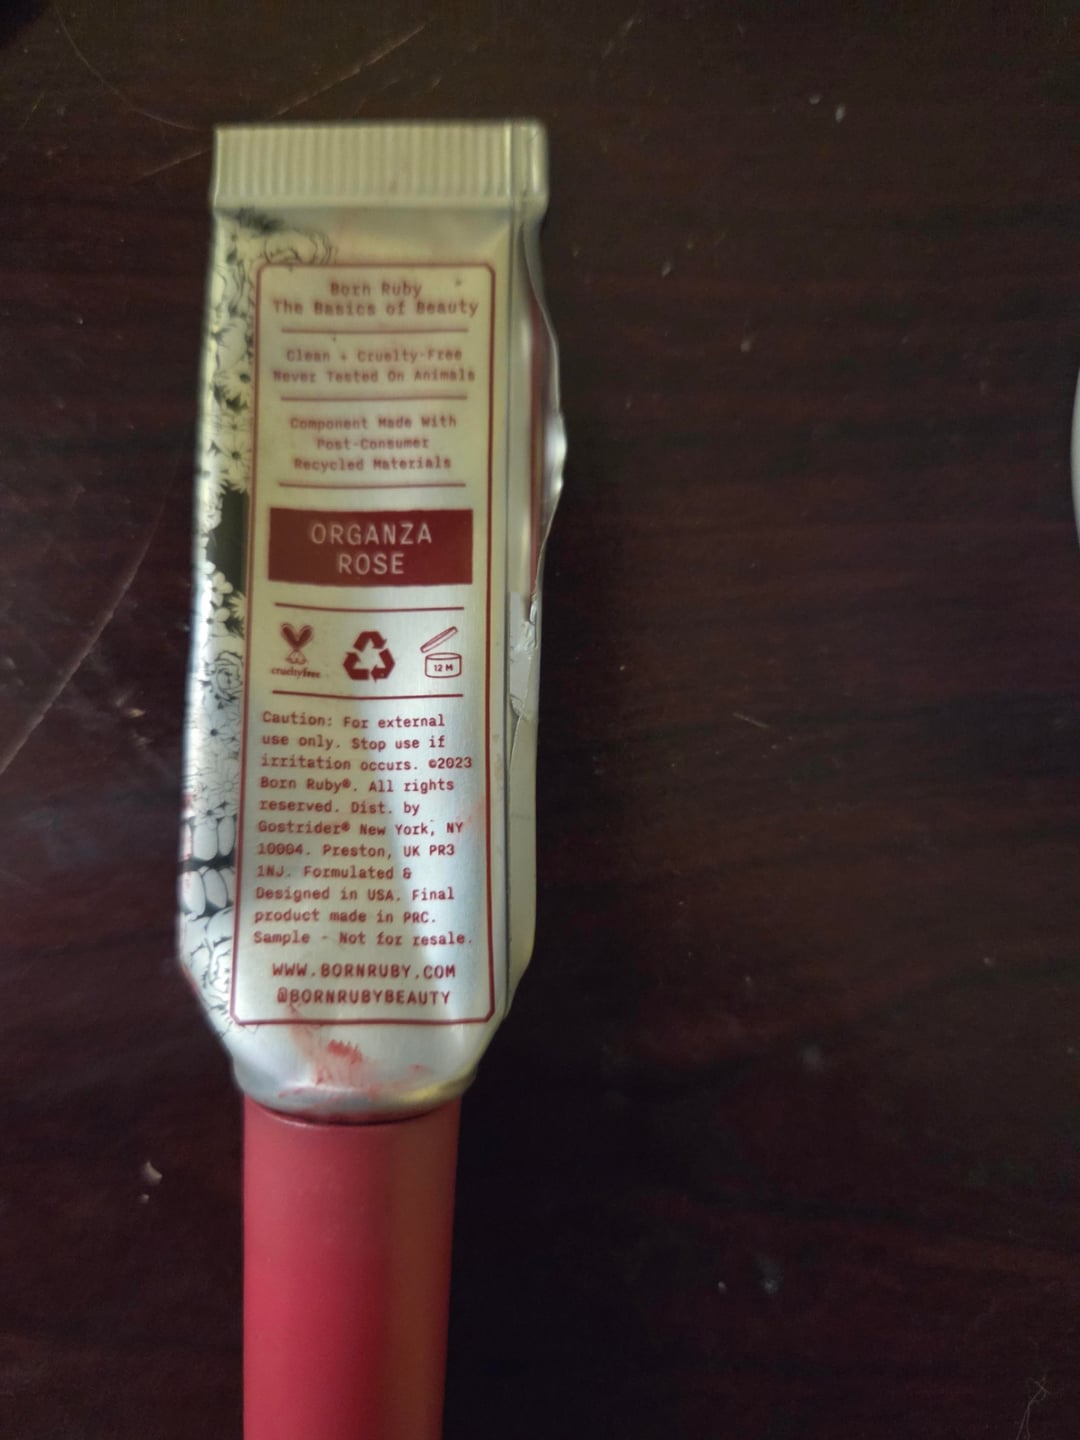 Born Ruby
The Basics of Beauty
Clean + Cruelty-Free
Never Tested On Animals
Component Made With
Post-Consumer
Recycled Materials
ORGANZA
ROSE
crueltyfree
12 M
Caution: For external
use only. Stop use if
irritation occurs. ©2023
Born Ruby®. All rights
reserved. Dist. by
Gostrider® New York, NY
10004. Preston, UK PR3
1NJ. Formulated &
Designed in USA. Final
product made in PRC.
Sample - Not for resale.
WWW.BORNRUBY.COM
@BORNRUBYBEAUTY